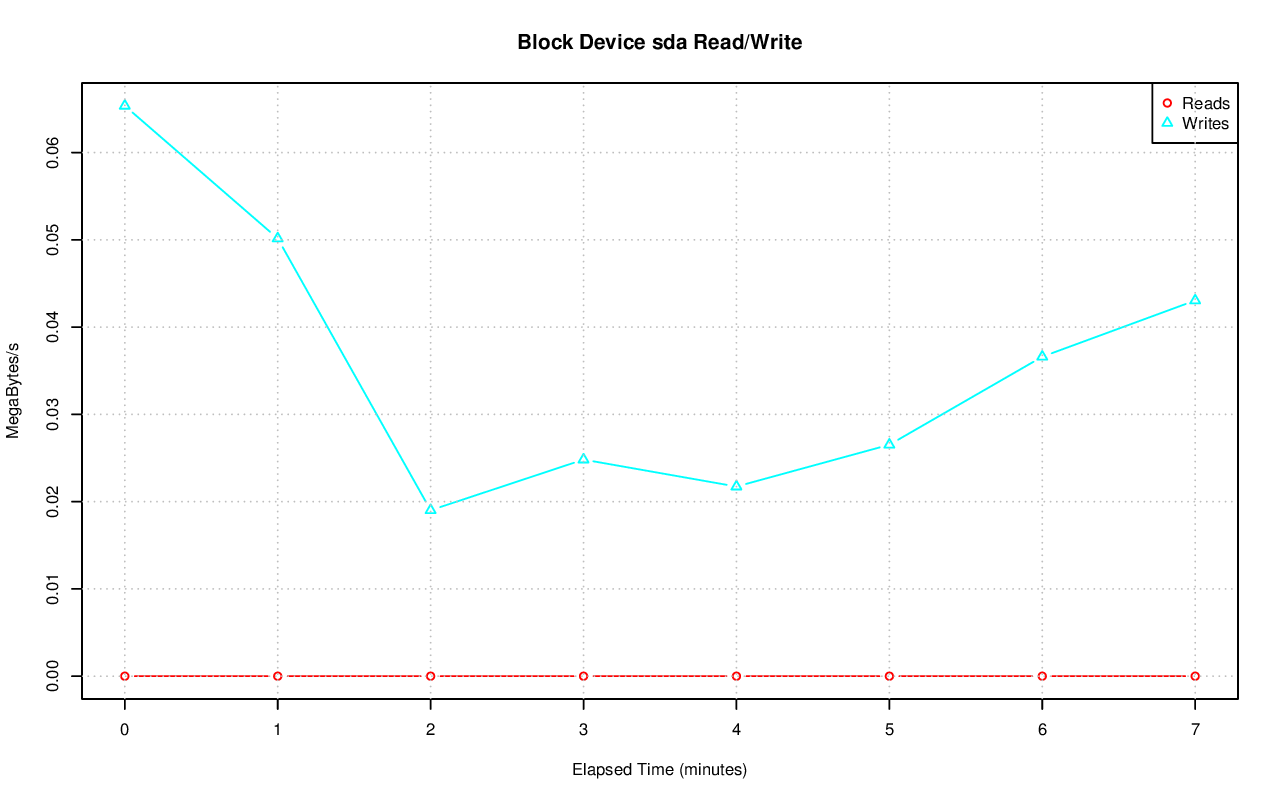 Block Device sda Read/Write
Reads
Writes
MegaBytes/s
0.06
0.05
0.04
0.03
0.02
0.01
0.00
0 1 2 3 4 5 6 7
Elapsed Time (minutes)